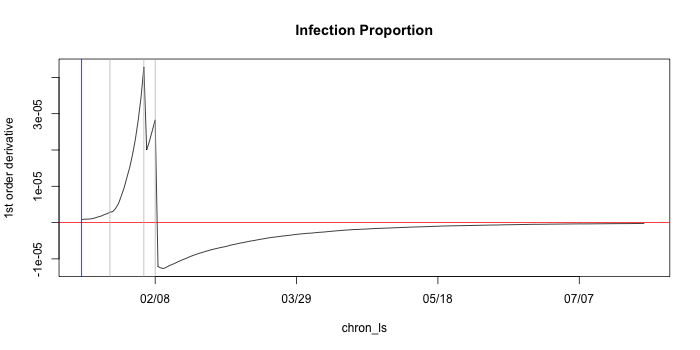 Infection Proportion
1st order derivative
3e-05
1e-05
-1e-05
02/08
03/29
05/18
07/07
chron_ls